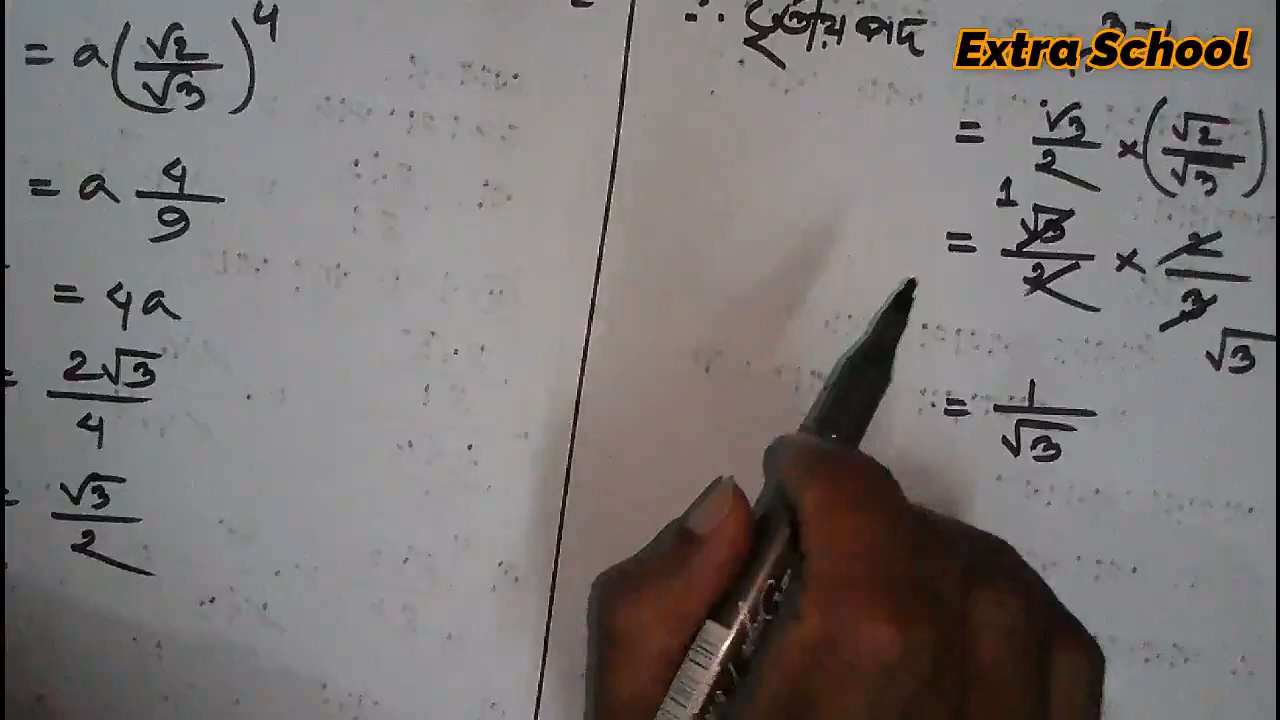 = a(√2/√3)^4
= a 4/9
= 4a
= 2√3/4
= √3/2
∴ তৃতীয় পদ
Extra School
= √3/2 × (√2/√3)
= √3/2 × 2/3
1
√3
= 1/√3